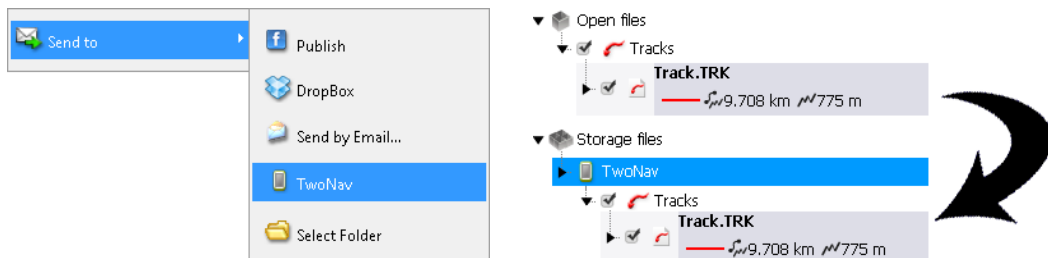 Send to
Publish
DropBox
Send by Email...
TwoNav
Select Folder
Open files
Tracks
Track.TRK
9.708 km 775 m
Storage files
TwoNav
Tracks
Track.TRK
9.708 km 775 m